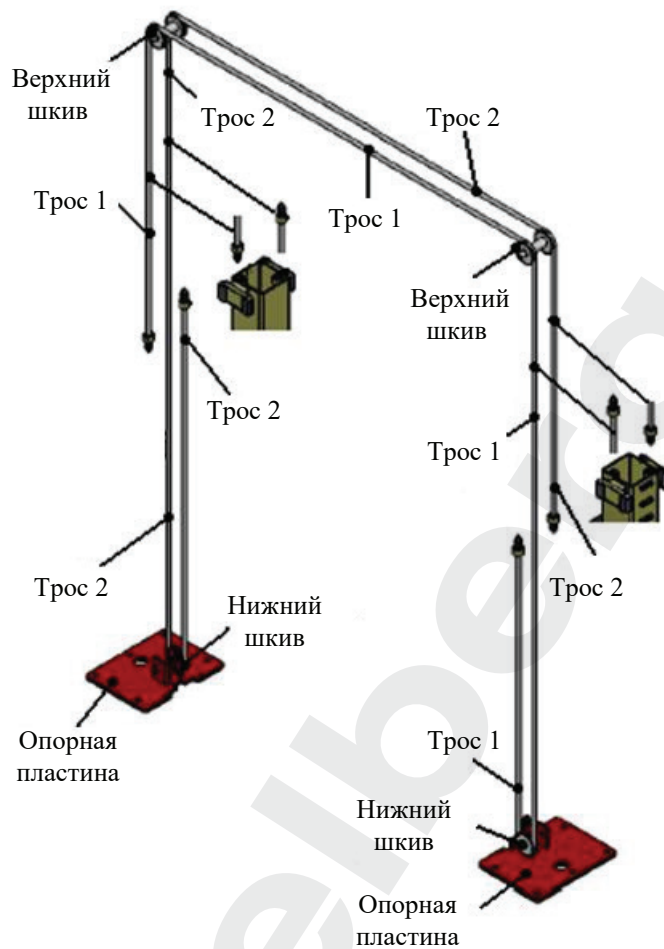 Верхний
шкив
Трос 2
Трос 2
Трос 1
Трос 1
Верхний
шкив
Трос 2
Трос 1
Трос 2
Трос 2
Нижний
шкив
Опорная
пластина
Трос 1
Нижний
шкив
Опорная
пластина